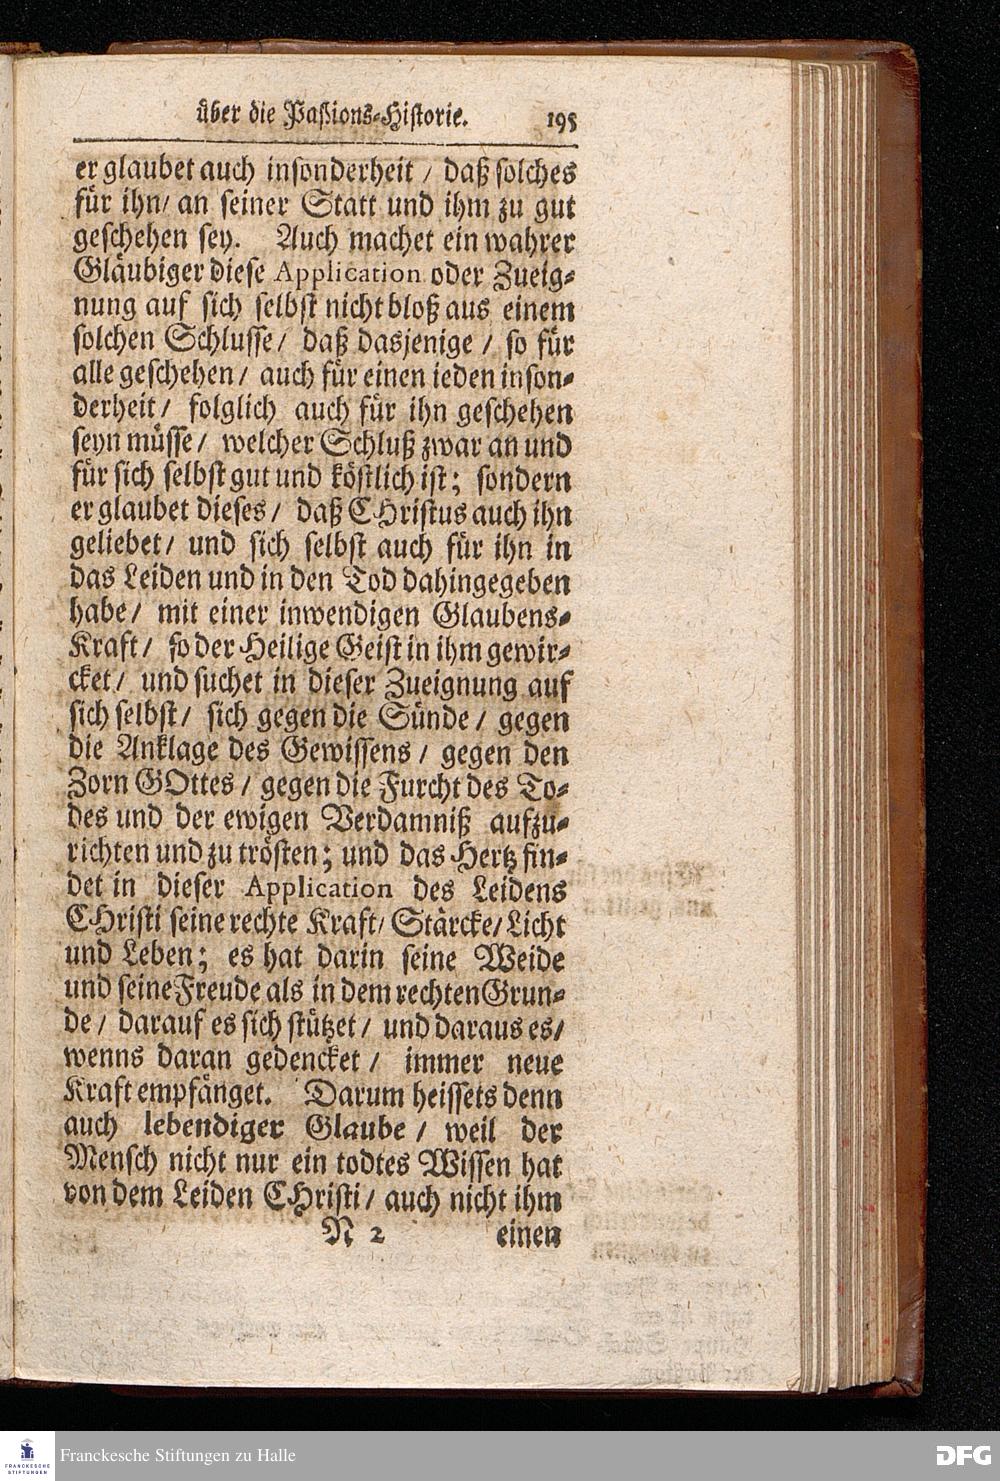 über die Paßions-Historie. 195
er glaubet auch insonderheit / daß solches
für ihn/ an seiner Statt und ihm zu gut
geschehen sey. Auch machet ein wahrer
Gläubiger diese Application oder Zueig-
nung auf sich selbst nicht bloß aus einem
solchen Schlusse/ daß dasjenige / so für
alle geschehen/ auch für einen ieden inson-
derheit/ folglich auch für ihn geschehen
seyn müsse/ welcher Schluß zwar an und
für sich selbst gut und köstlich ist; sondern
er glaubet dieses/ daß CHristus auch ihn
geliebet/ und sich selbst auch für ihn in
das Leiden und in den Tod dahingegeben
habe/ mit einer inwendigen Glaubens-
Kraft/ so der Heilige Geist in ihm gewir-
cket/ und suchet in dieser Zueignung auf
sich selbst/ sich gegen die Sünde/ gegen
die Anklage des Gewissens/ gegen den
Zorn GOttes/ gegen die Furcht des To-
des und der ewigen Verdamniß aufzu-
richten und zu trösten; und das Hertz fin-
det in dieser Application des Leidens
CHristi seine rechte Kraft/ Stärcke/ Licht
und Leben; es hat darin seine Weide
und seine Freude als in dem rechten Grun-
de/ darauf es sich stützet/ und daraus es/
wenns daran gedencket/ immer neue
Kraft empfänget. Darum heissets denn
auch lebendiger Glaube/ weil der
Mensch nicht nur ein todtes Wissen hat
von dem Leiden CHristi/ auch nicht ihm
N 2 einen
FRANCKESCHE STIFTUNGEN
Franckesche Stiftungen zu Halle
DFG